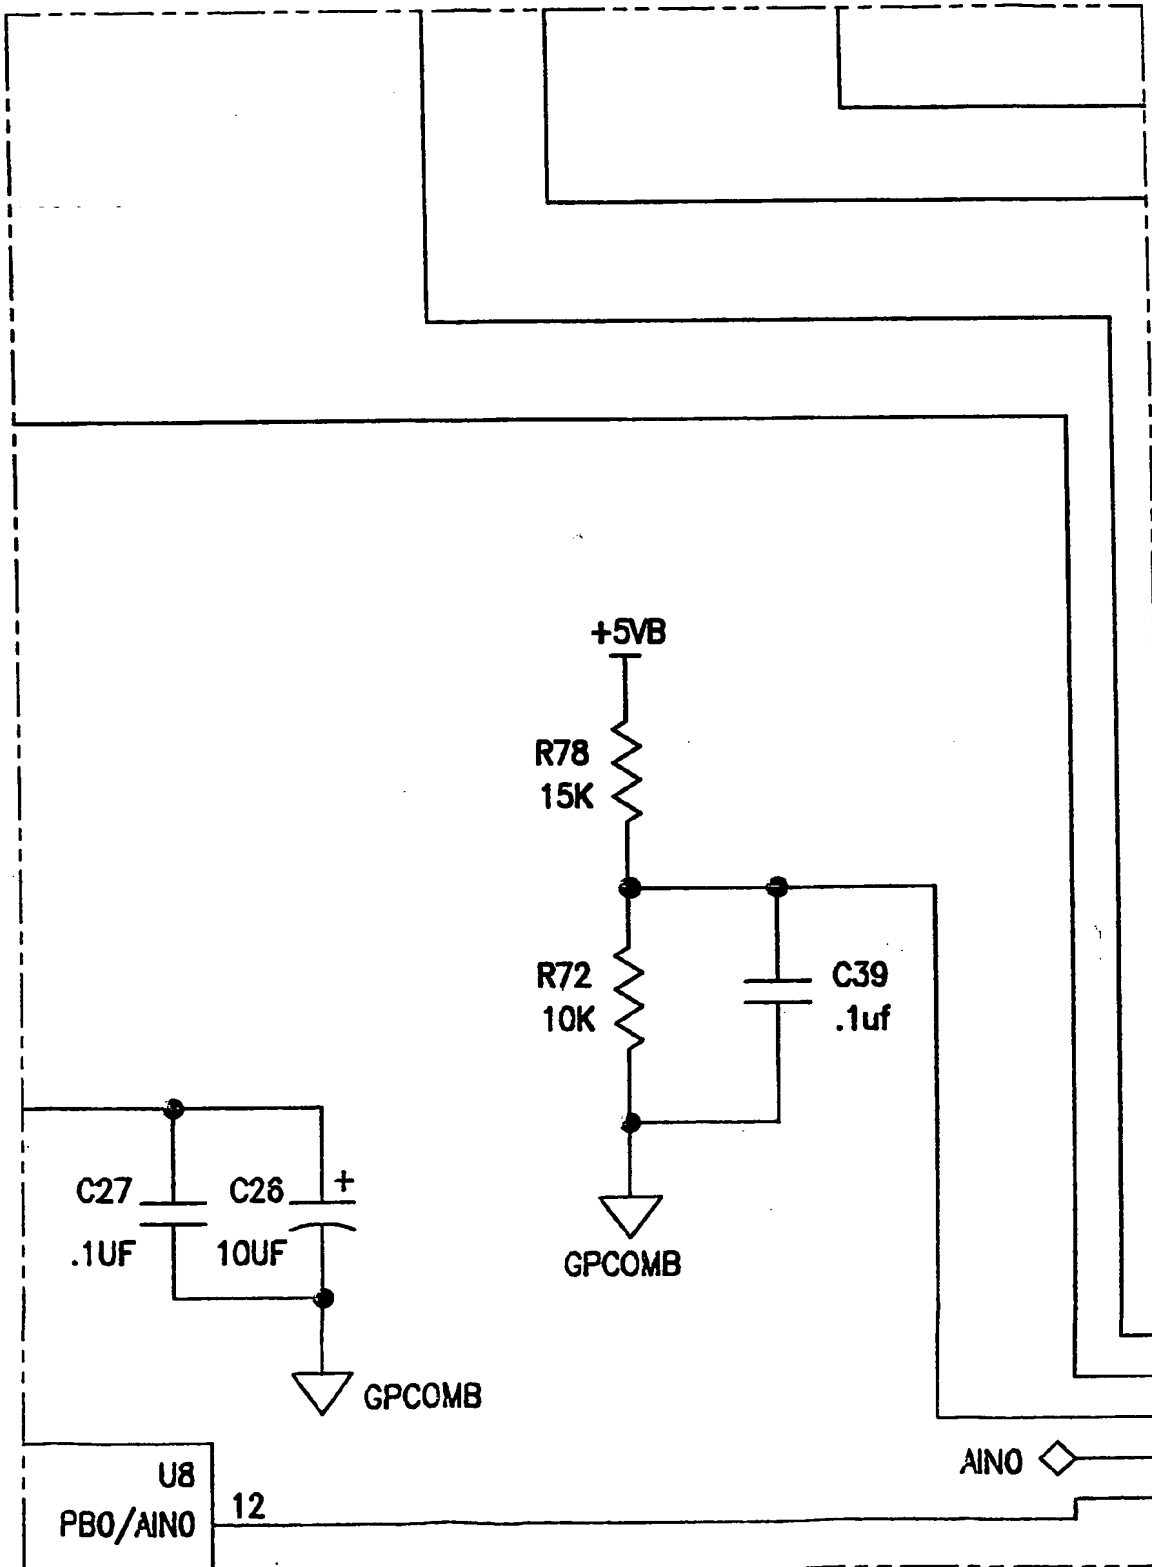 +5VB
R78
15K
R72
10K
C39
.1uf
C27
.1UF
C26
10UF
+
GPCOMB
GPCOMB
AIN0
U8
PB0/AIN0
12